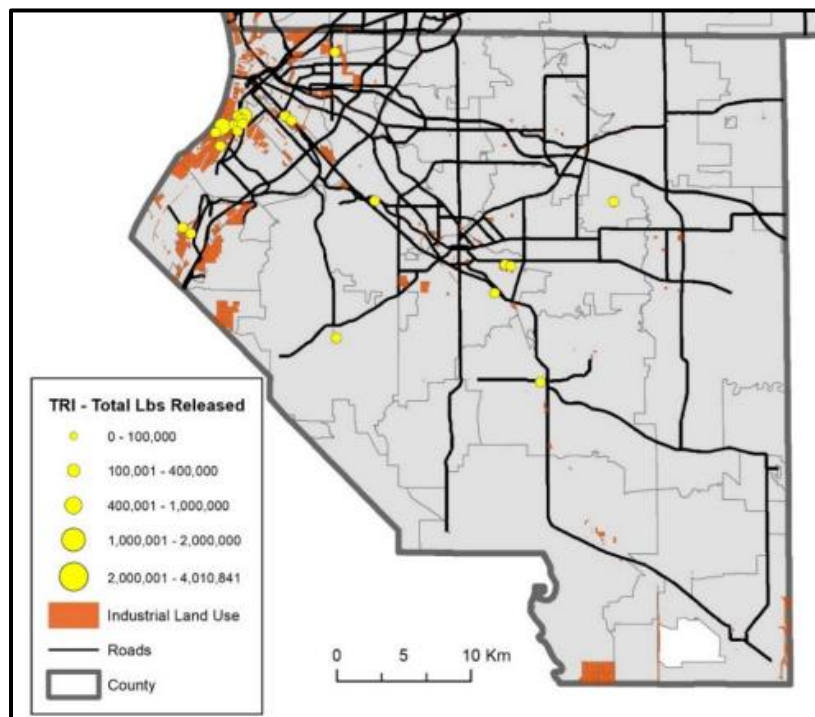 TRI - Total Lbs Released
0 - 100,000
100,001 - 400,000
400,001 - 1,000,000
1,000,001 - 2,000,000
2,000,001 - 4,010,841
Industrial Land Use
Roads
County
0 5 10 Km